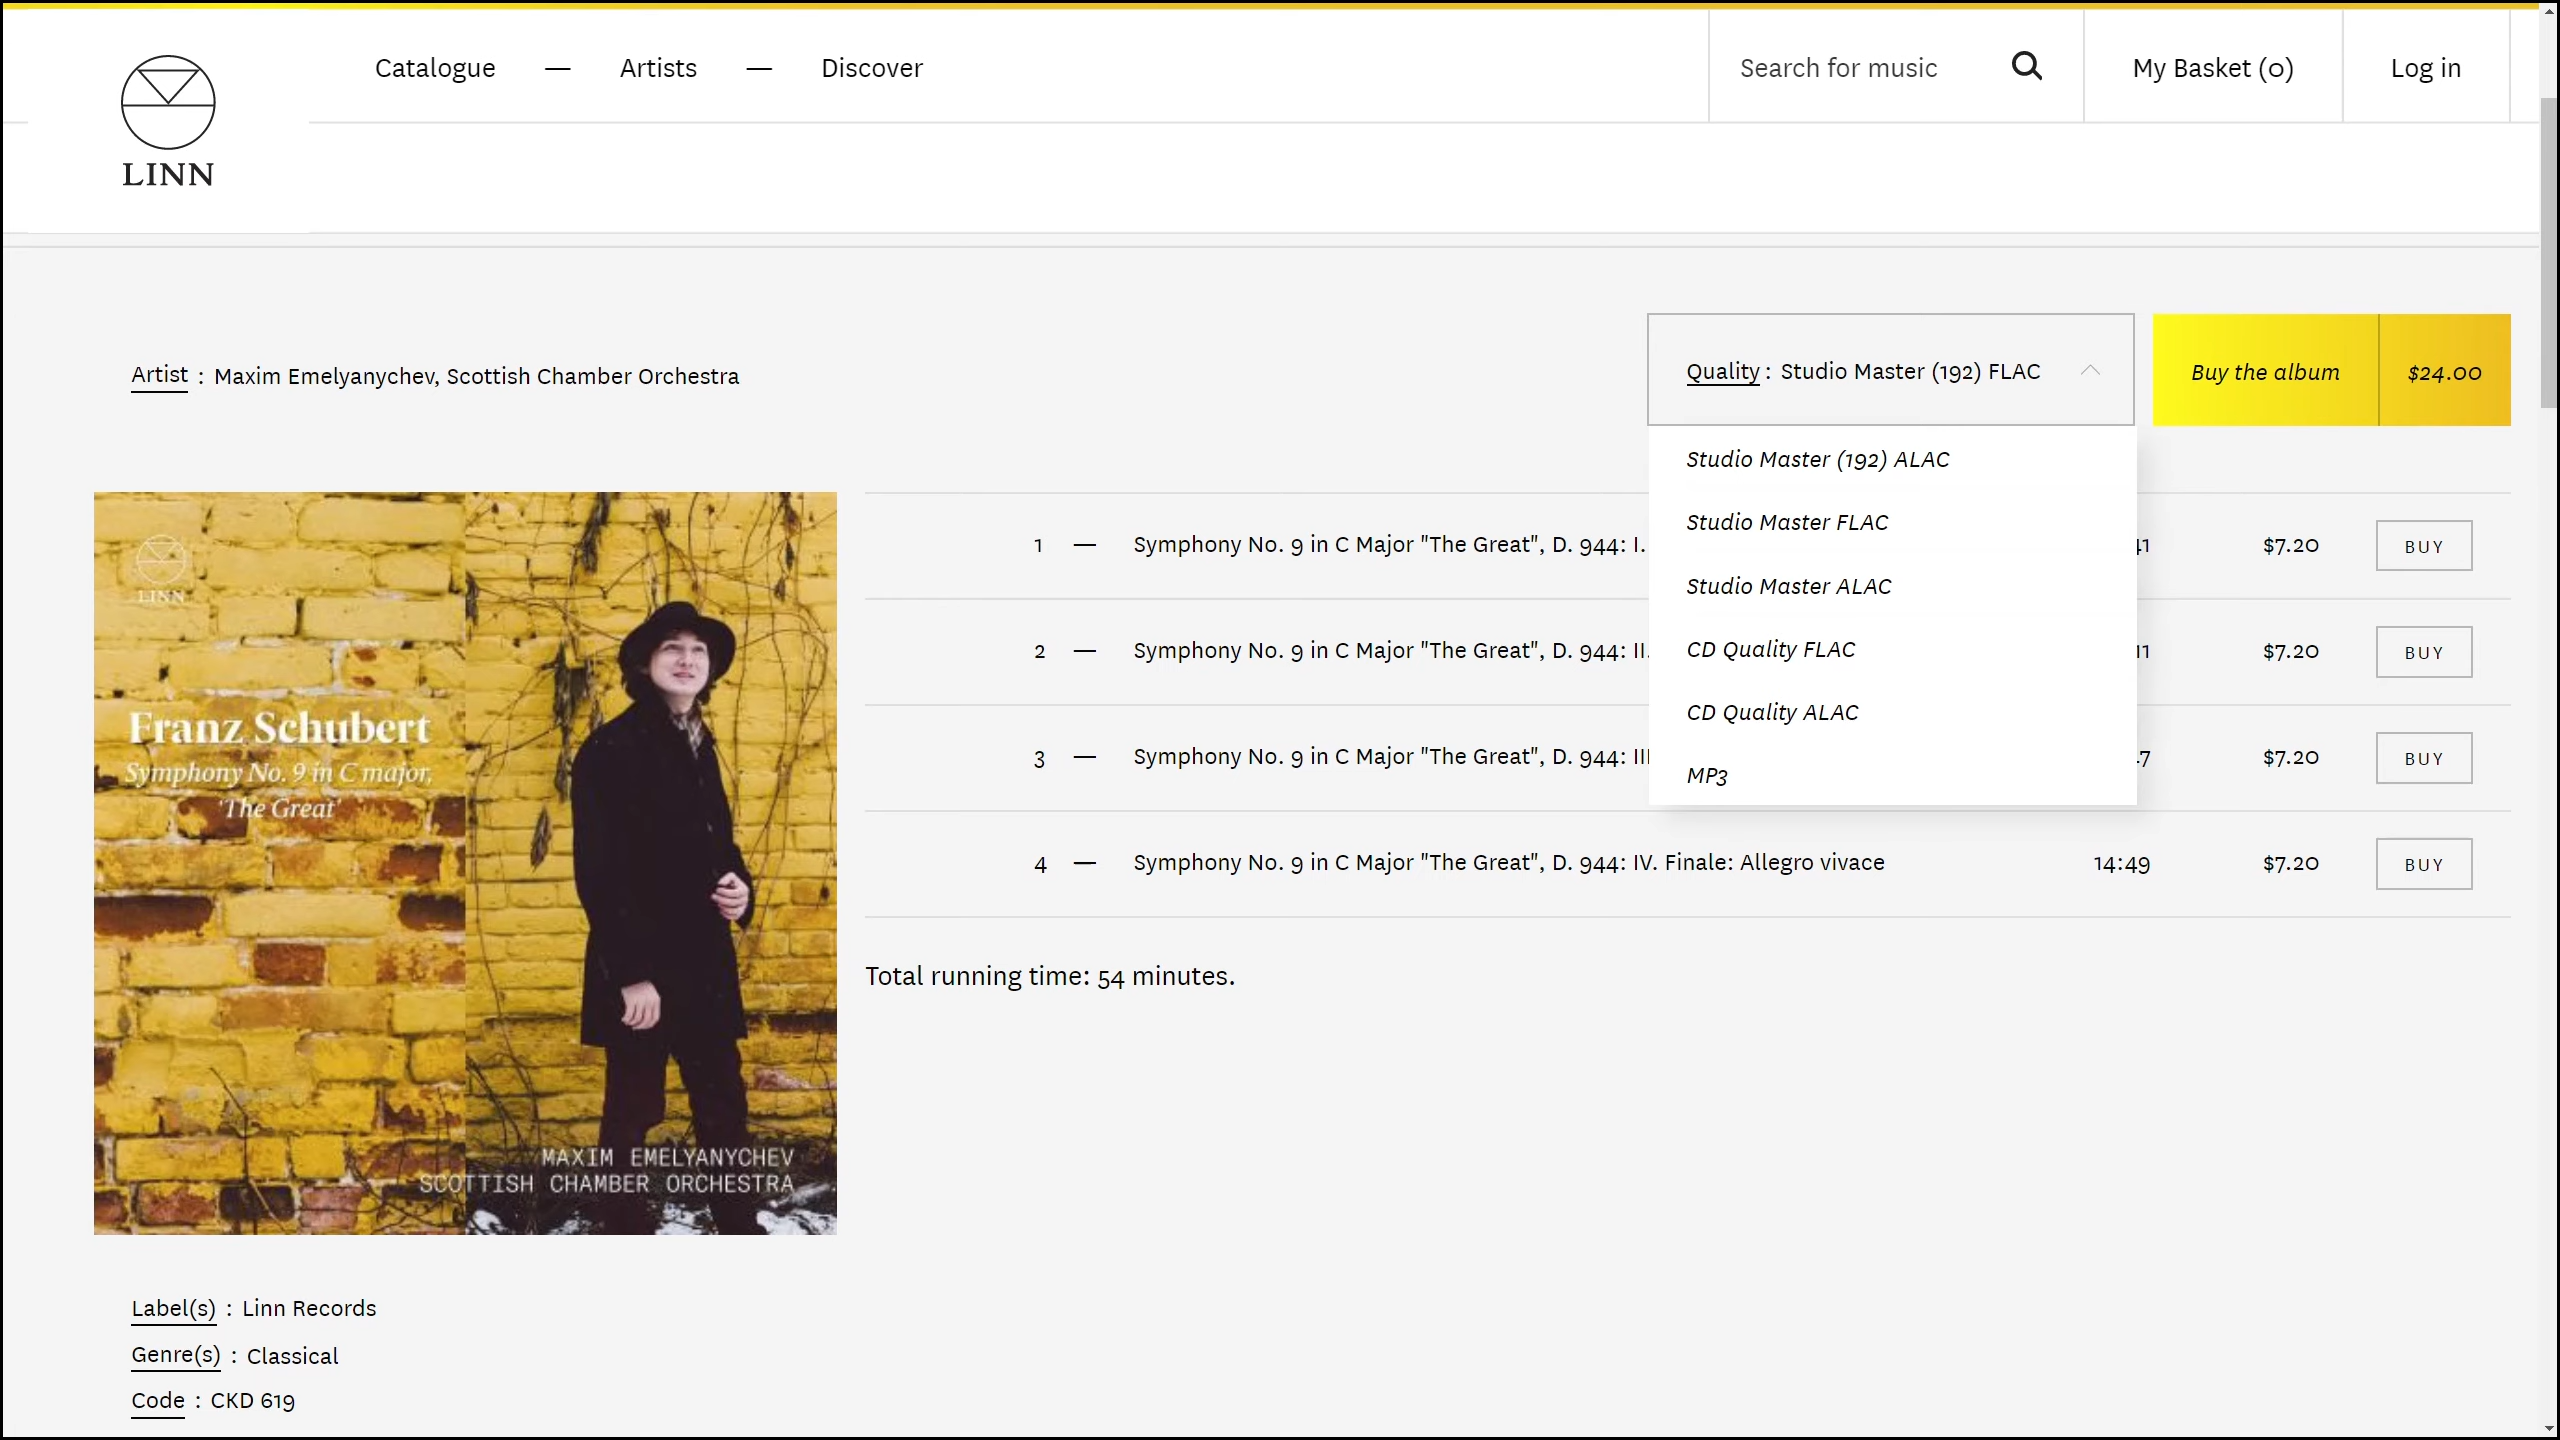 Catalogue — Artists — Discover
Search for music
My Basket (0)
Log in
LINN
Artist : Maxim Emelyanychev, Scottish Chamber Orchestra
Quality : Studio Master (192) FLAC
Buy the album $24.00
Studio Master (192) ALAC
Studio Master FLAC
Studio Master ALAC
CD Quality FLAC
CD Quality ALAC
MP3
1 — Symphony No. 9 in C Major "The Great", D. 944: I. 41 $7.20 BUY
2 — Symphony No. 9 in C Major "The Great", D. 944: II. 11 $7.20 BUY
3 — Symphony No. 9 in C Major "The Great", D. 944: III 47 $7.20 BUY
4 — Symphony No. 9 in C Major "The Great", D. 944: IV. Finale: Allegro vivace 14:49 $7.20 BUY
Total running time: 54 minutes.
LINN
Franz Schubert
Symphony No. 9 in C major,
'The Great'
MAXIM EMELYANYCHEV
SCOTTISH CHAMBER ORCHESTRA
Label(s) : Linn Records
Genre(s) : Classical
Code : CKD 619